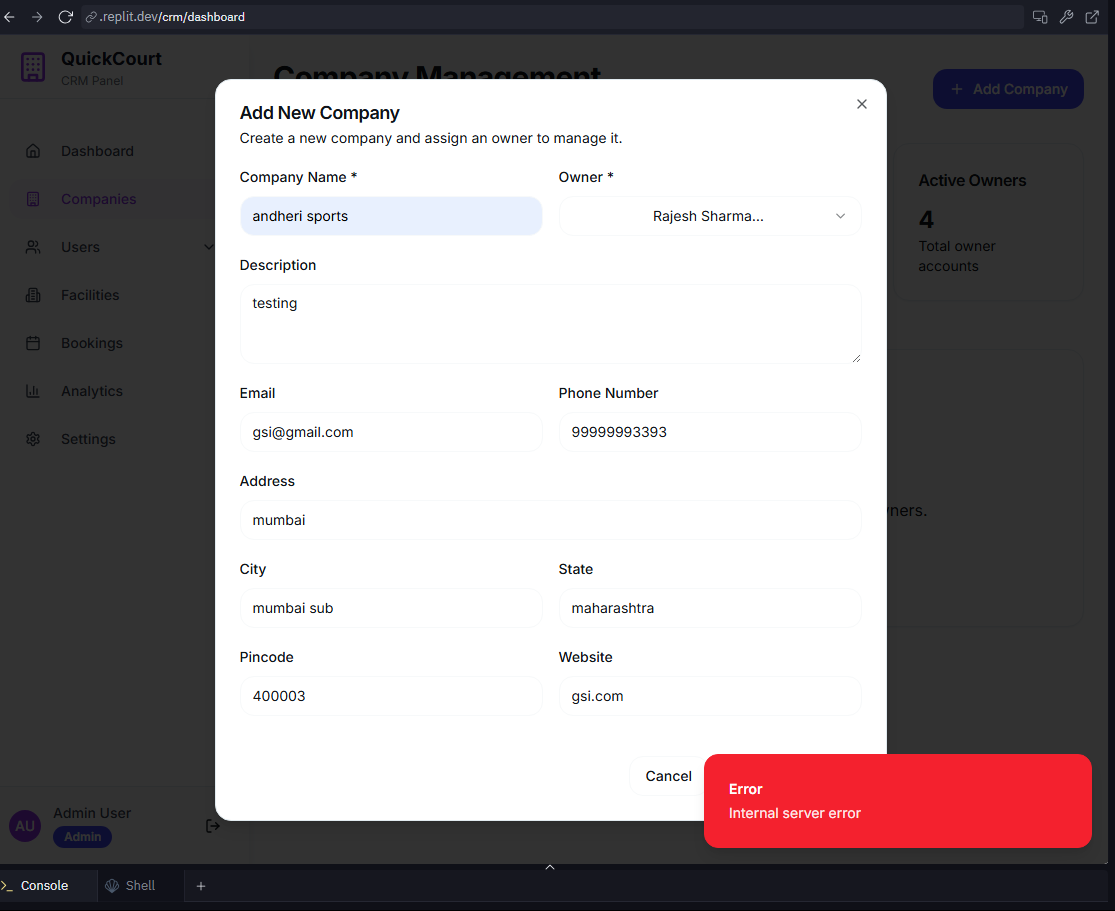 .replit.dev/crm/dashboard
QuickCourt
CRM Panel
Company Management
+ Add Company
Dashboard
Companies
Users
Facilities
Bookings
Analytics
Settings
Active Owners
4
Total owner
accounts
ners.
Add New Company
Create a new company and assign an owner to manage it.
Company Name *
Owner *
andheri sports
Rajesh Sharma...
Description
testing
Email
Phone Number
gsi@gmail.com
99999993393
Address
mumbai
City
State
mumbai sub
maharashtra
Pincode
Website
400003
gsi.com
Cancel
Error
Internal server error
AU
Admin User
Admin
Console
Shell
+